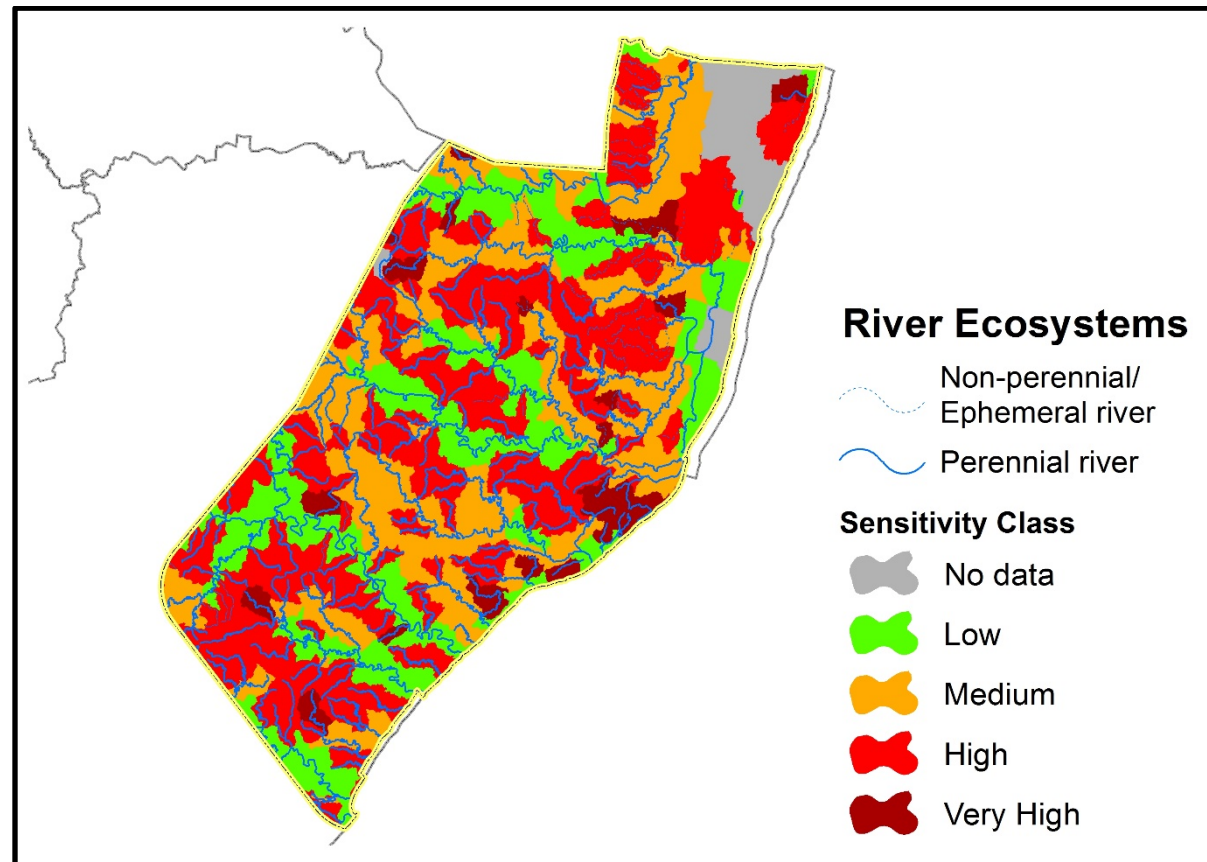 River Ecosystems
Non-perennial/
Ephemeral river
Perennial river
Sensitivity Class
No data
Low
Medium
High
Very High